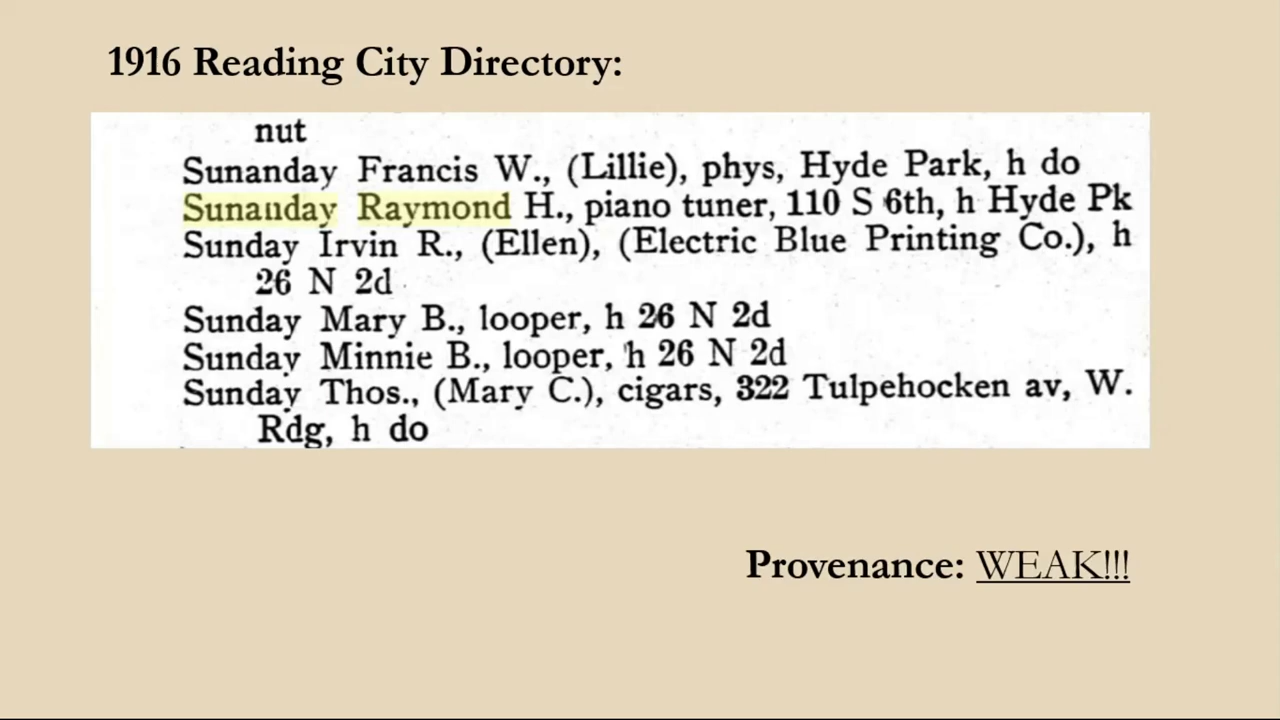 1916 Reading City Directory:
nut
Sunanday Francis W., (Lillie), phys, Hyde Park, h do
Sunanday Raymond H., piano tuner, 110 S 6th, h Hyde Pk
Sunday Irvin R., (Ellen), (Electric Blue Printing Co.), h
26 N 2d
Sunday Mary B., looper, h 26 N 2d
Sunday Minnie B., looper, h 26 N 2d
Sunday Thos., (Mary C.), cigars, 322 Tulpehocken av, W.
Rdg, h do
Provenance: WEAK!!!